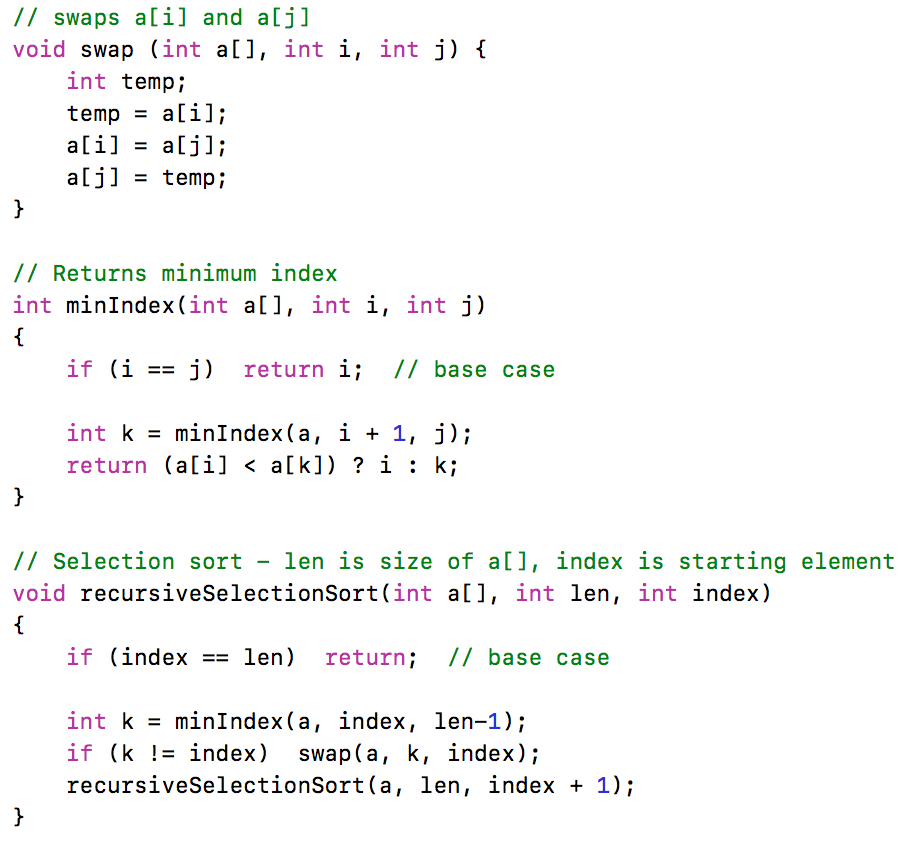 // swaps a[i] and a[j]
void swap (int a[], int i, int j) {
    int temp;
    temp = a[i];
    a[i] = a[j];
    a[j] = temp;
}

// Returns minimum index
int minIndex(int a[], int i, int j)
{
    if (i == j)  return i;  // base case

    int k = minIndex(a, i + 1, j);
    return (a[i] < a[k]) ? i : k;
}

// Selection sort – len is size of a[], index is starting element
void recursiveSelectionSort(int a[], int len, int index)
{
    if (index == len)  return;  // base case

    int k = minIndex(a, index, len-1);
    if (k != index)  swap(a, k, index);
    recursiveSelectionSort(a, len, index + 1);
}